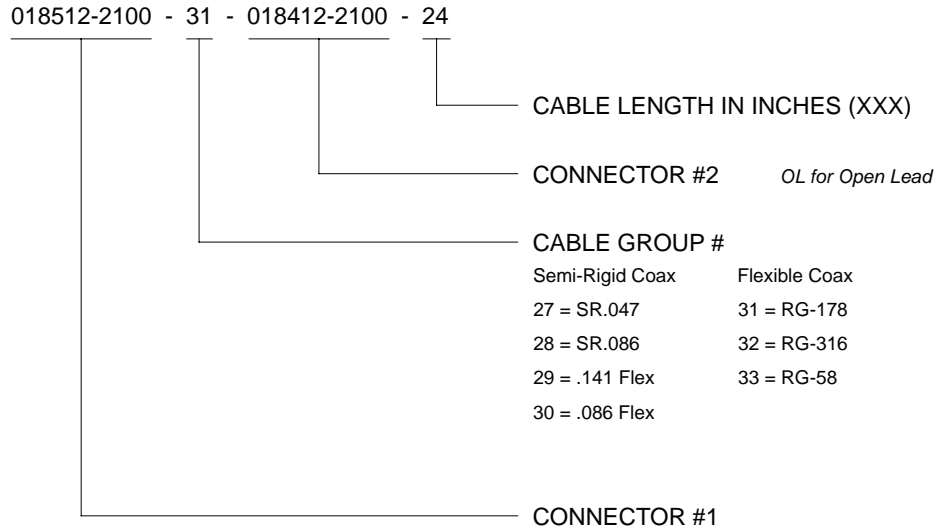 018512-2100 - 31 - 018412-2100 - 24
CABLE LENGTH IN INCHES (XXX)
CONNECTOR #2 OL for Open Lead
CABLE GROUP #
Semi-Rigid Coax Flexible Coax
27 = SR.047 31 = RG-178
28 = SR.086 32 = RG-316
29 = .141 Flex 33 = RG-58
30 = .086 Flex
CONNECTOR #1